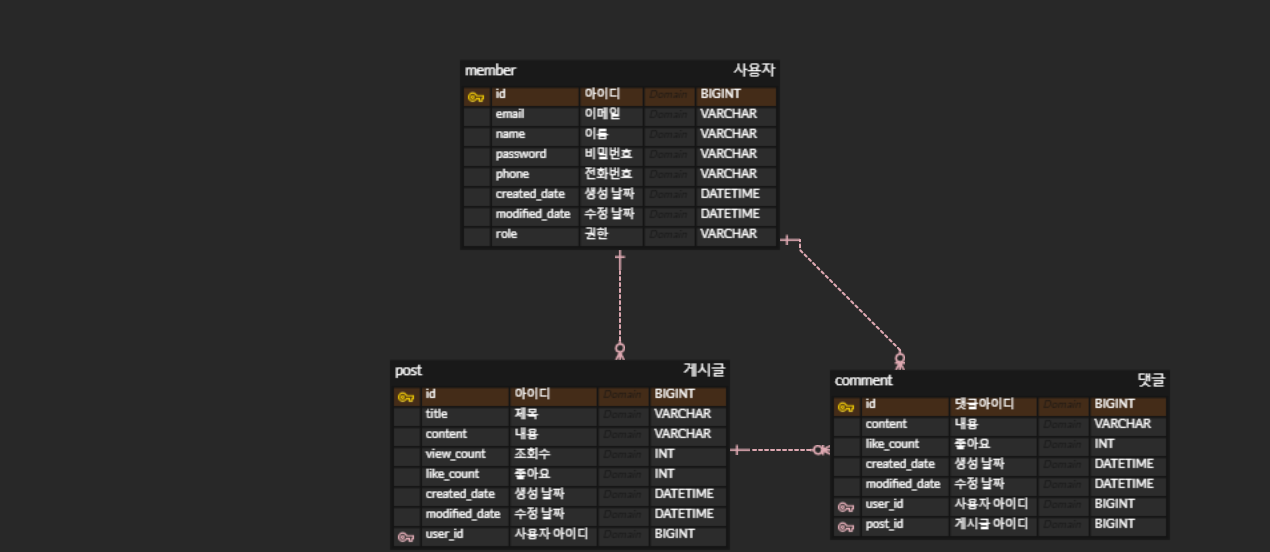 member 사용자
id 아이디 Domain BIGINT
email 이메일 Domain VARCHAR
name 이름 Domain VARCHAR
password 비밀번호 Domain VARCHAR
phone 전화번호 Domain VARCHAR
created_date 생성 날짜 Domain DATETIME
modified_date 수정 날짜 Domain DATETIME
role 권한 Domain VARCHAR
post 게시글
id 아이디 Domain BIGINT
title 제목 Domain VARCHAR
content 내용 Domain VARCHAR
view_count 조회수 Domain INT
like_count 좋아요 Domain INT
created_date 생성 날짜 Domain DATETIME
modified_date 수정 날짜 Domain DATETIME
user_id 사용자 아이디 Domain BIGINT
comment 댓글
id 댓글아이디 Domain BIGINT
content 내용 Domain VARCHAR
like_count 좋아요 Domain INT
created_date 생성 날짜 Domain DATETIME
modified_date 수정 날짜 Domain DATETIME
user_id 사용자 아이디 Domain BIGINT
post_id 게시글 아이디 Domain BIGINT